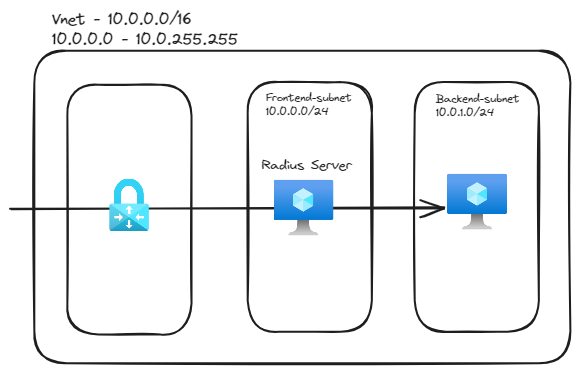 Vnet - 10.0.0.0/16
10.0.0.0 - 10.0.255.255
Frontend-subnet
10.0.0.0/24
Backend-subnet
10.0.1.0/24
Radius Server